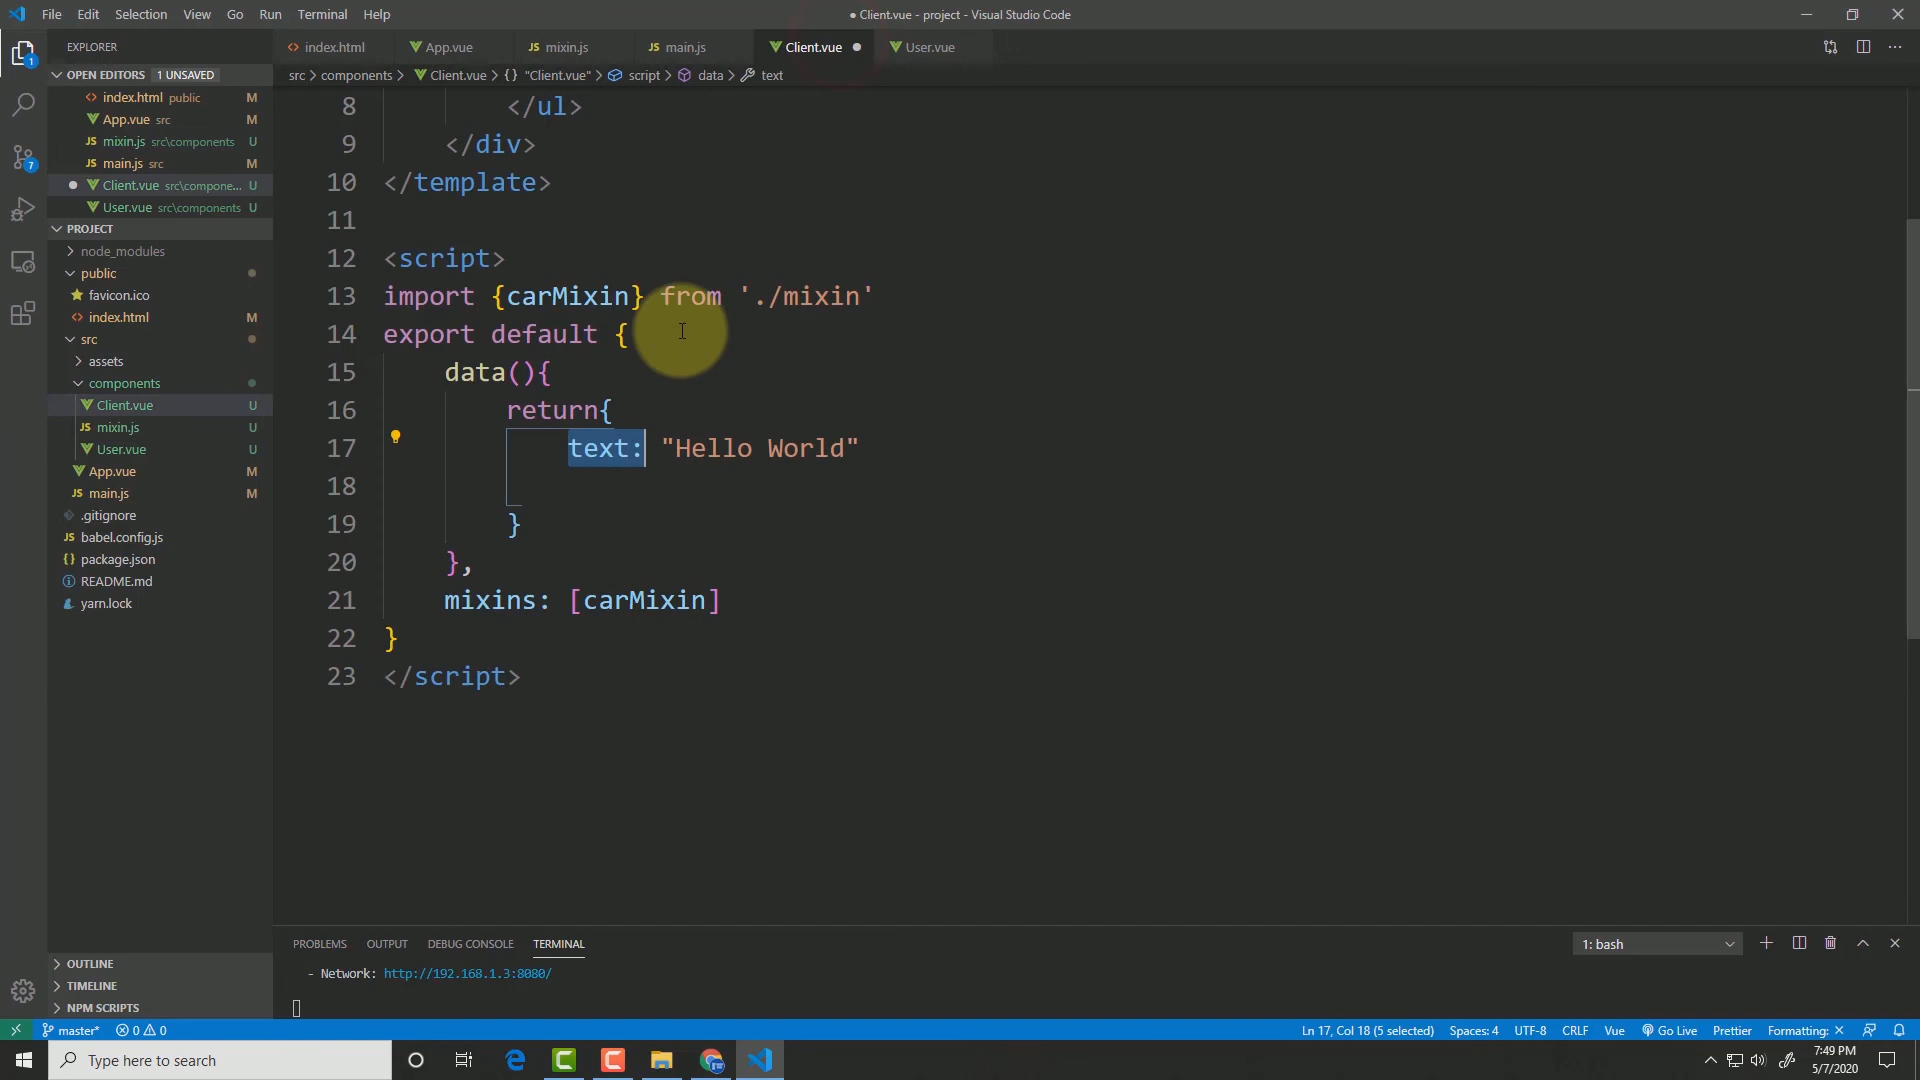 File Edit Selection View Go Run Terminal Help
● Client.vue - project - Visual Studio Code
EXPLORER
index.html
App.vue
JS mixin.js
JS main.js
Client.vue ●
User.vue
OPEN EDITORS 1 UNSAVED
index.html public M
App.vue src M
JS mixin.js src\components U
JS main.js src M
Client.vue src\compone... U
User.vue src\components U
PROJECT
node_modules
public
favicon.ico
index.html M
src
assets
components
Client.vue U
JS mixin.js U
User.vue U
App.vue M
JS main.js M
.gitignore
JS babel.config.js
{} package.json
README.md
yarn.lock
OUTLINE
TIMELINE
NPM SCRIPTS
src > components > Client.vue > {} "Client.vue" > script > data > text
8 </ul>
9 </div>
10 </template>
11
12 <script>
13 import {carMixin} from './mixin'
14 export default {
15 data(){
16 return{
17 text: "Hello World"
18
19 }
20 },
21 mixins: [carMixin]
22 }
23 </script>
PROBLEMS OUTPUT DEBUG CONSOLE TERMINAL
1: bash
- Network: http://192.168.1.3:8080/
master* 0 0
Ln 17, Col 18 (5 selected) Spaces: 4 UTF-8 CRLF Vue Go Live Prettier Formatting: ×
Type here to search
7:49 PM
5/7/2020
1
7